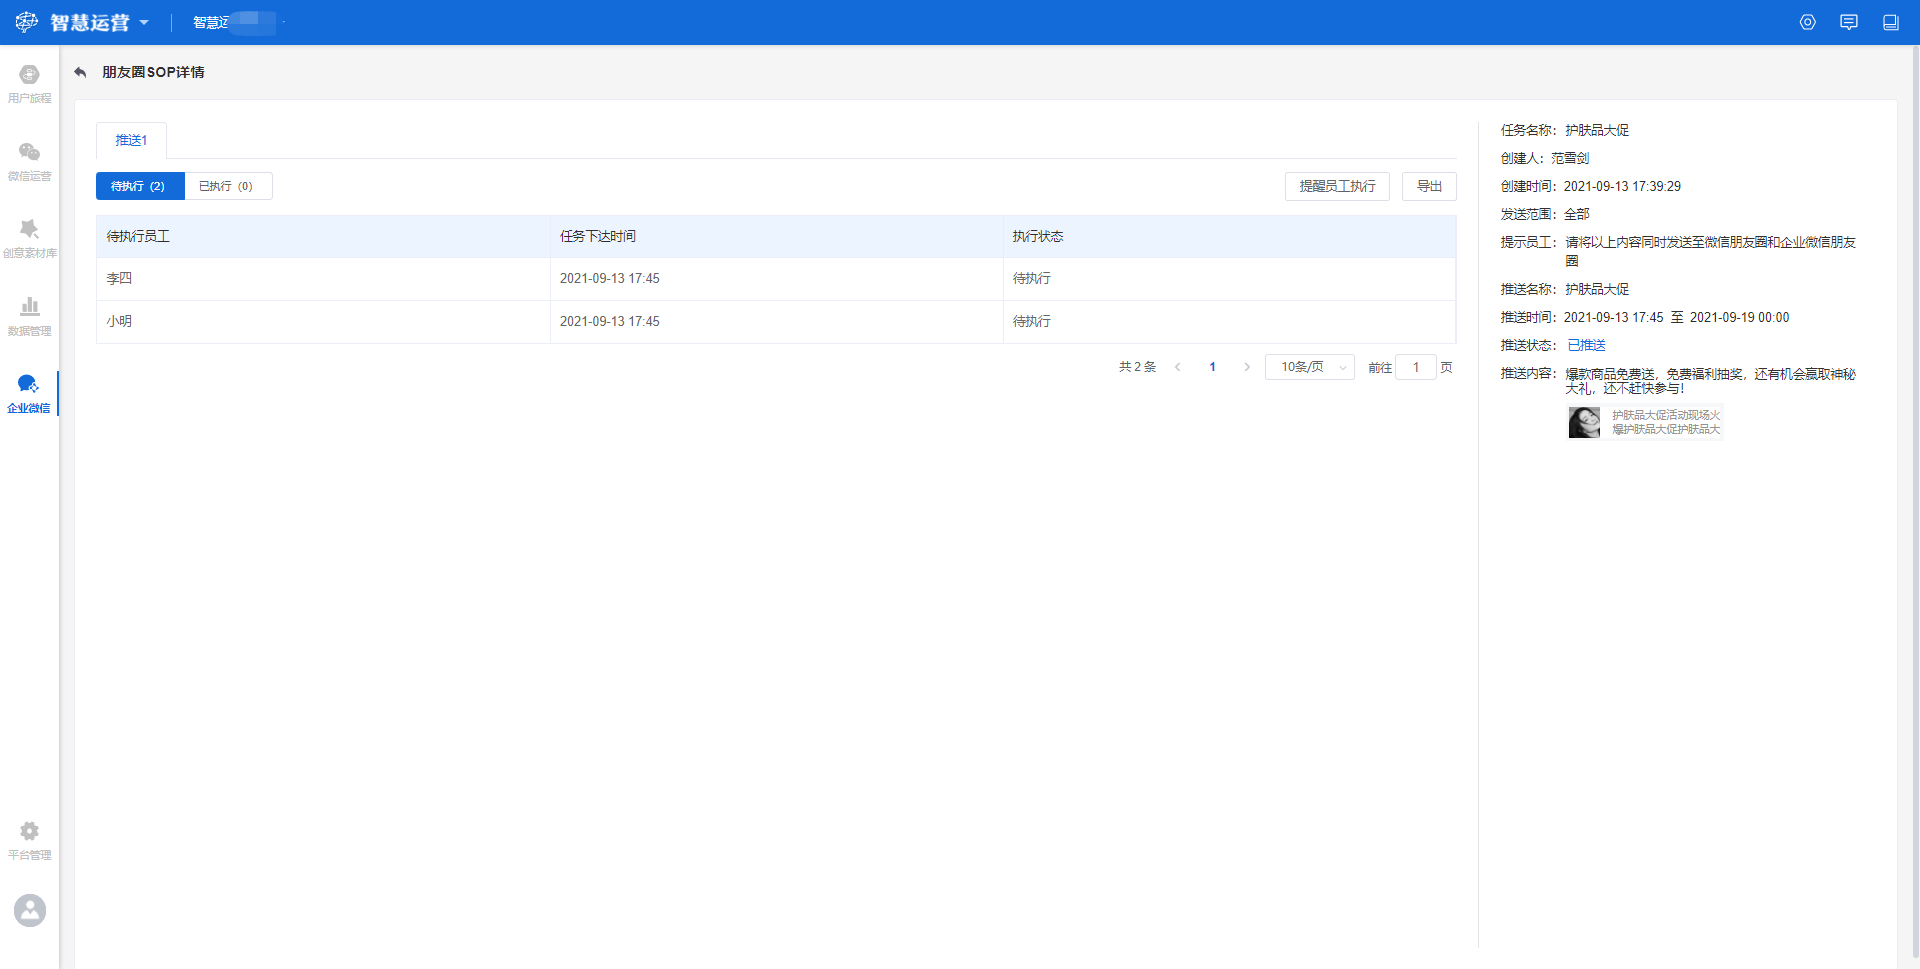 智慧运营
智慧运
用户旅程
微信运营
创意素材库
数据管理
企业微信
平台管理
朋友圈SOP详情
推送1
待执行 (2)
已执行 (0)
提醒员工执行
导出
待执行员工
任务下达时间
执行状态
李四
2021-09-13 17:45
待执行
小明
2021-09-13 17:45
待执行
共 2 条
1
10条/页
前往
1
页
任务名称：护肤品大促
创建人：范雪剑
创建时间：2021-09-13 17:39:29
发送范围：全部
提示员工：请将以上内容同时发送至微信朋友圈和企业微信朋友
圈
推送名称：护肤品大促
推送时间：2021-09-13 17:45 至 2021-09-19 00:00
推送状态：已推送
推送内容：爆款商品免费送，免费福利抽奖，还有机会赢取神秘
大礼，还不赶快参与！
护肤品大促活动现场火
爆护肤品大促护肤品大